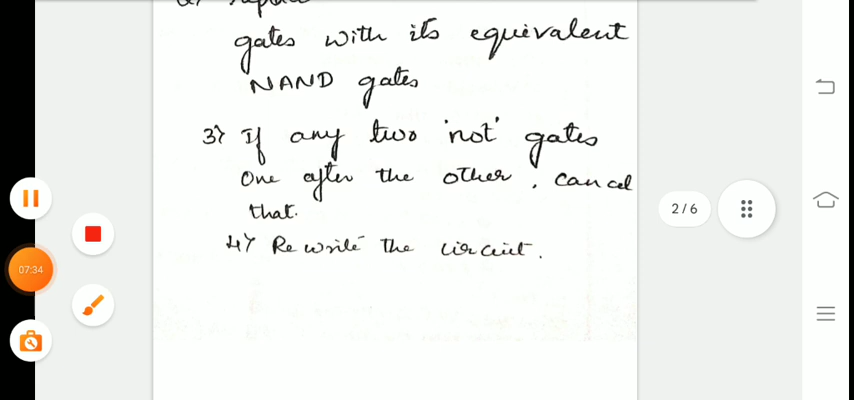 gates with its equivalent
NAND gates
3) If any two 'not' gates
One after the other, cancel
that.
4) Rewrite the circuit.
2/6
07:34